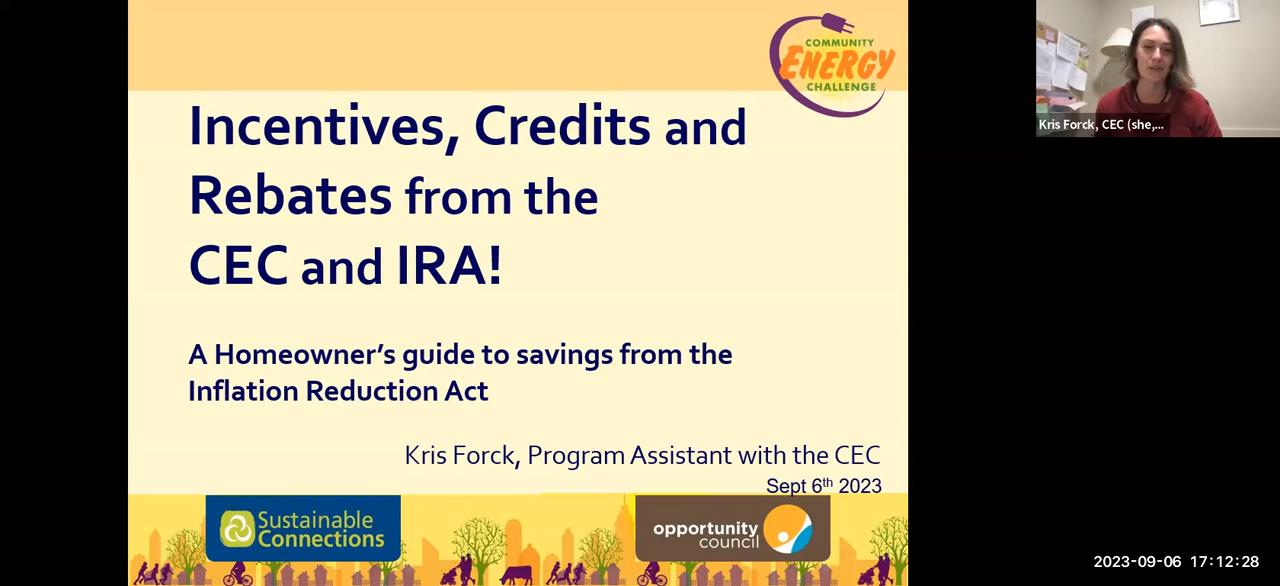 COMMUNITY
ENERGY
CHALLENGE
Incentives, Credits and
Rebates from the
CEC and IRA!
A Homeowner’s guide to savings from the
Inflation Reduction Act
Kris Forck, Program Assistant with the CEC
Sept 6th 2023
Sustainable
Connections
opportunity
council
Kris Forck, CEC (she,...
2023-09-06 17:12:28